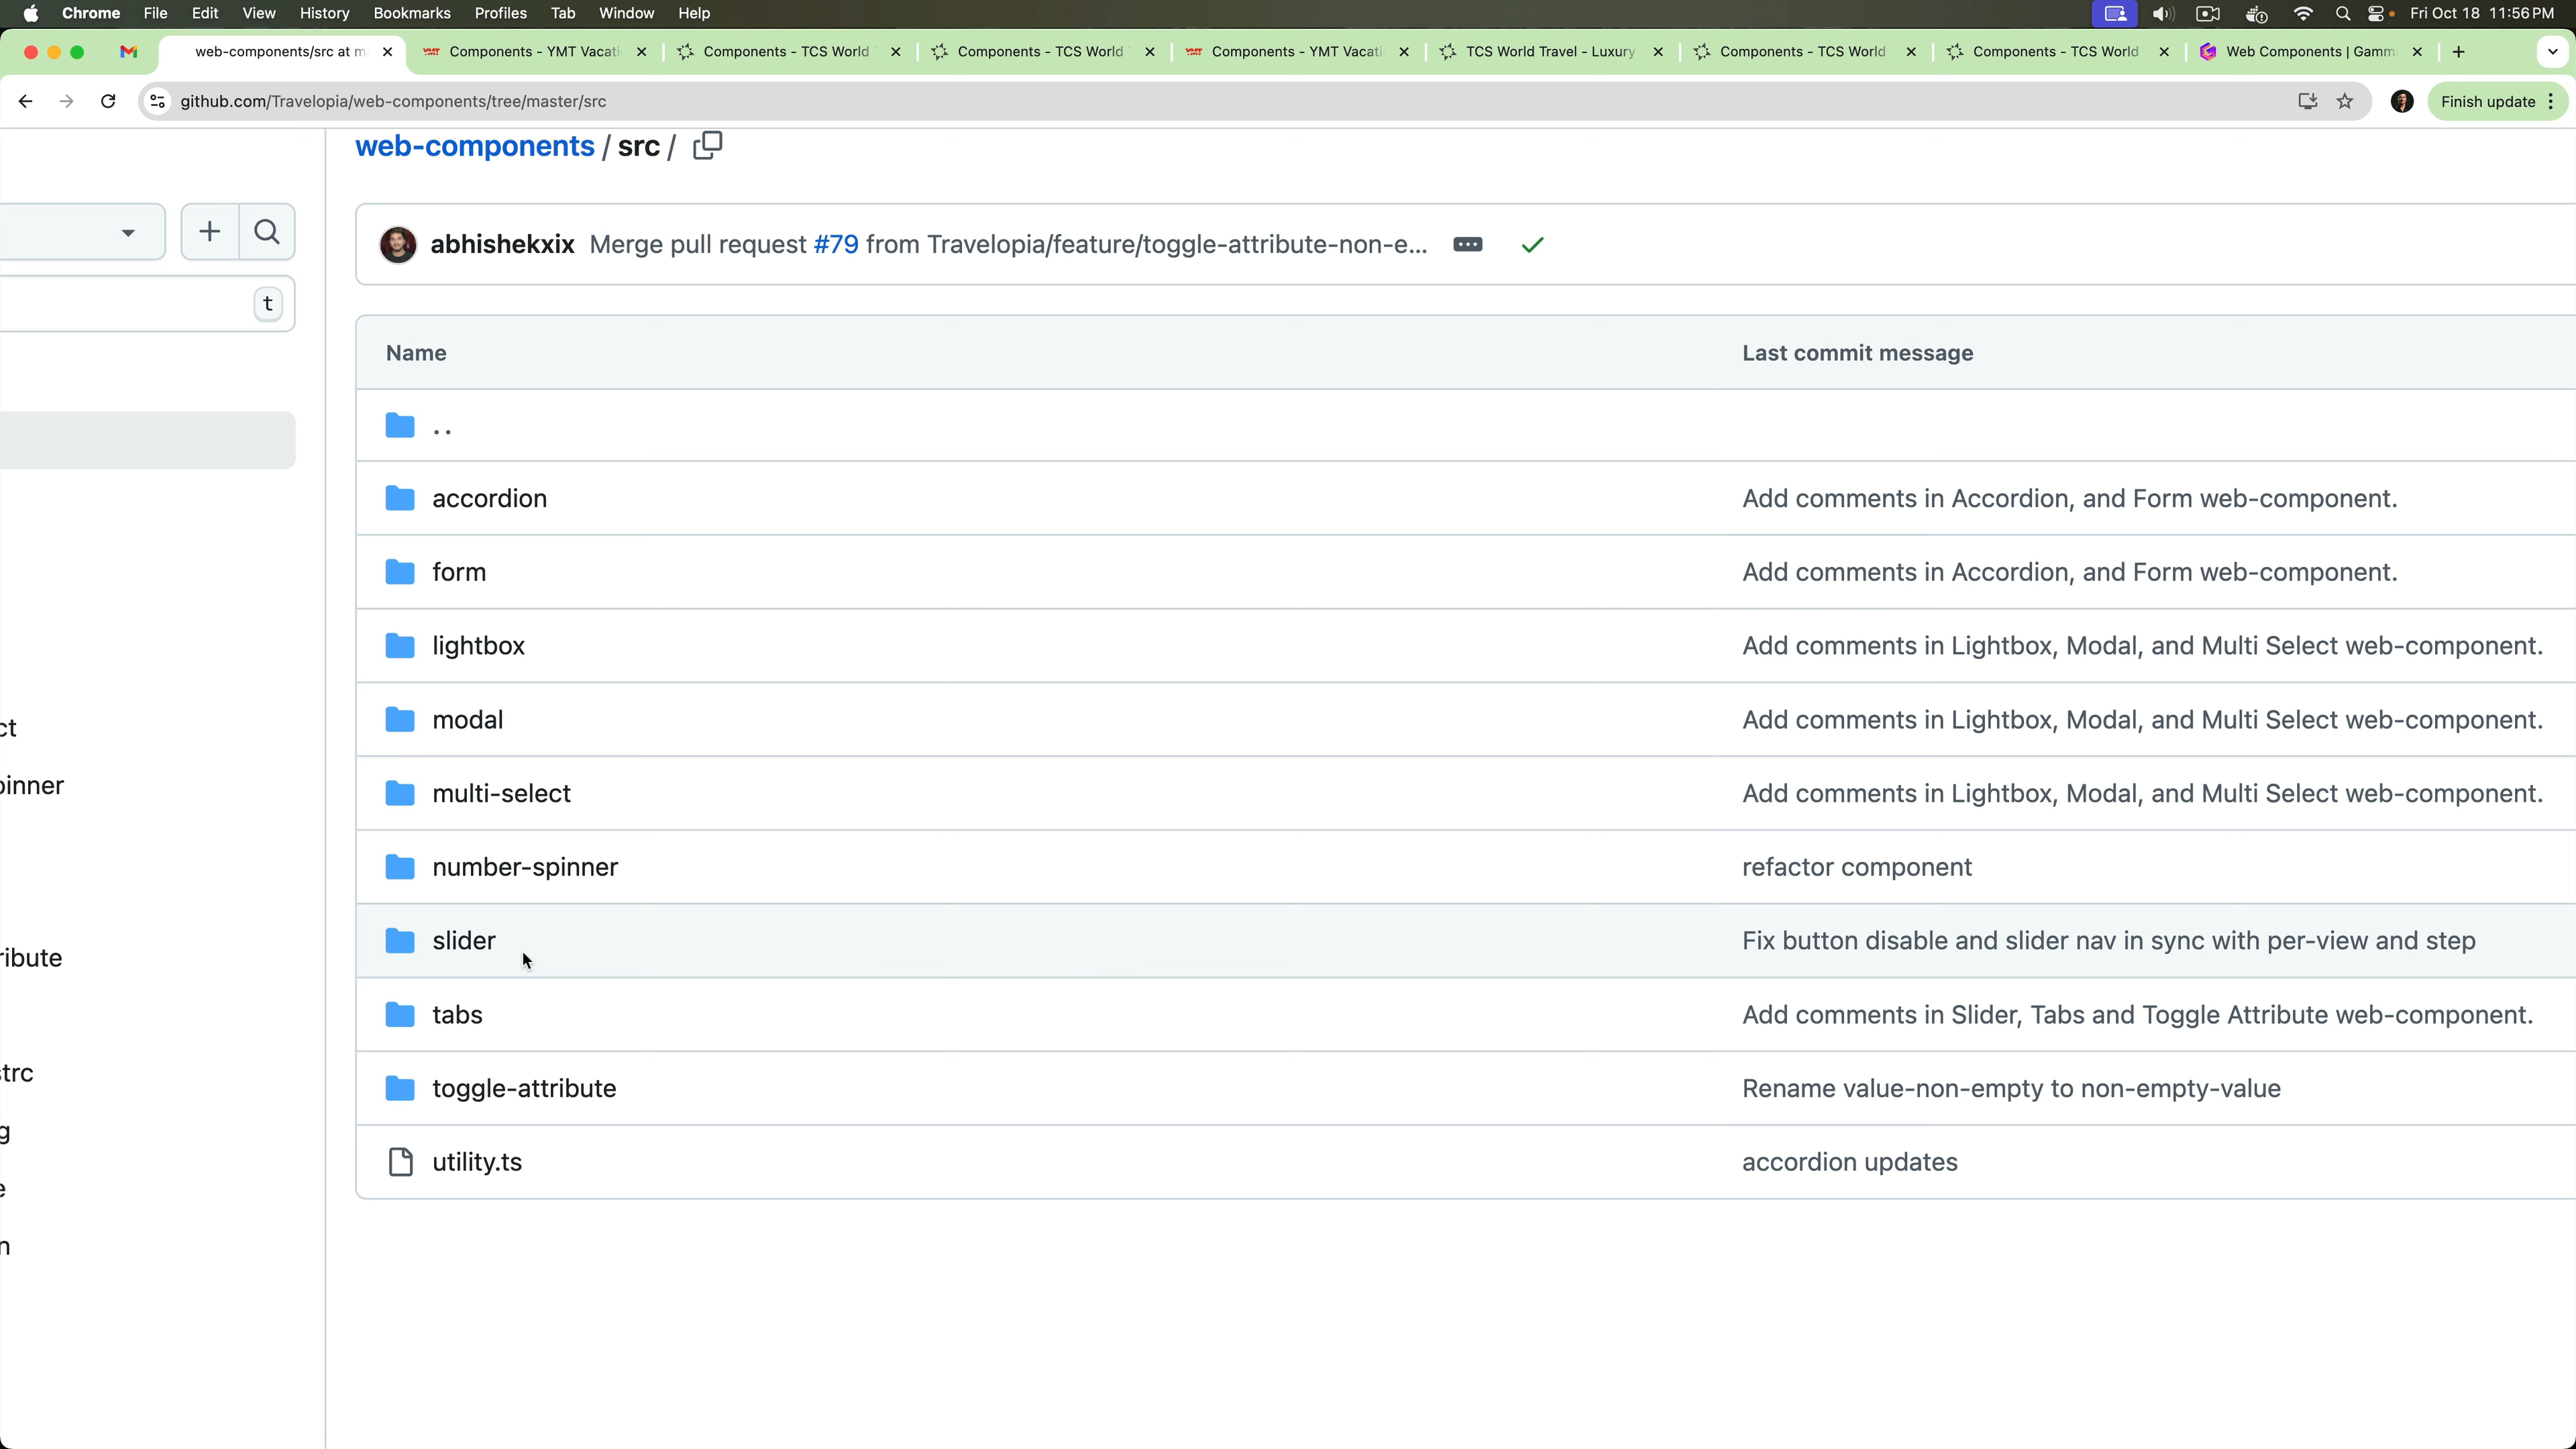 Chrome File Edit View History Bookmarks Profiles Tab Window Help Fri Oct 18 11:56 PM
web-components/src at m Components - YMT Vacati Components - TCS World Components - TCS World Components - YMT Vacati TCS World Travel - Luxury Components - TCS World Components - TCS World Web Components | Gamm
github.com/Travelopia/web-components/tree/master/src Finish update
web-components / src /
abhishekxix Merge pull request #79 from Travelopia/feature/toggle-attribute-non-e...
t
Name Last commit message
..
accordion Add comments in Accordion, and Form web-component.
form Add comments in Accordion, and Form web-component.
lightbox Add comments in Lightbox, Modal, and Multi Select web-component.
modal Add comments in Lightbox, Modal, and Multi Select web-component.
ct
multi-select Add comments in Lightbox, Modal, and Multi Select web-component.
pinner
number-spinner refactor component
slider Fix button disable and slider nav in sync with per-view and step
ribute
tabs Add comments in Slider, Tabs and Toggle Attribute web-component.
strc
toggle-attribute Rename value-non-empty to non-empty-value
g
utility.ts accordion updates
e
n